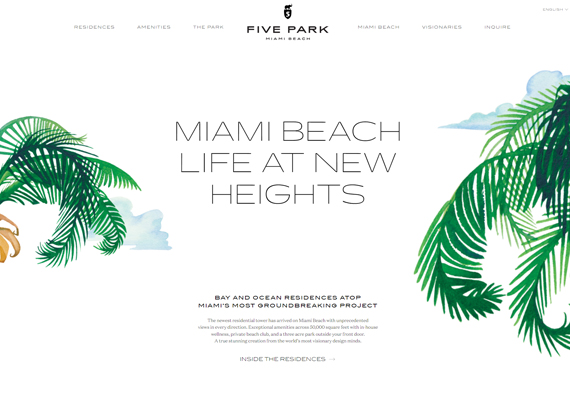 ENGLISH
RESIDENCES AMENITIES THE PARK FIVE PARK MIAMI BEACH VISIONARIES INQUIRE
MIAMI BEACH
MIAMI BEACH
LIFE AT NEW
HEIGHTS
BAY AND OCEAN RESIDENCES ATOP
MIAMI'S MOST GROUNDBREAKING PROJECT
The newest residential tower has arrived on Miami Beach with unprecedented
views in every direction. Exceptional amenities across 50,000 square feet with in-house
wellness, private beach club, and a three acre park outside your front door.
A true stunning creation from the world's most visionary design minds.
INSIDE THE RESIDENCES →